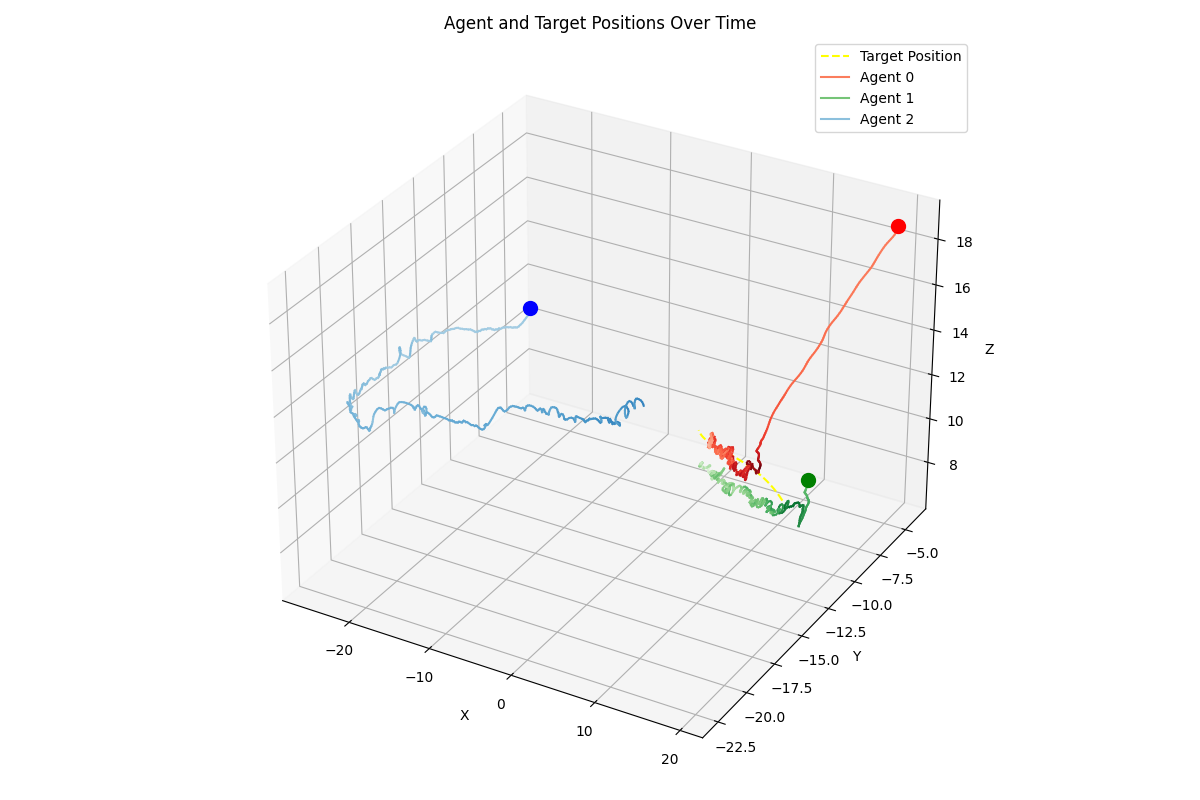 Agent and Target Positions Over Time
Target Position
Agent 0
Agent 1
Agent 2
18
16
14
12
10
8
Z
−5.0
−7.5
−10.0
−12.5
−15.0
−17.5
−20.0
−22.5
Y
−20
−10
0
10
20
X